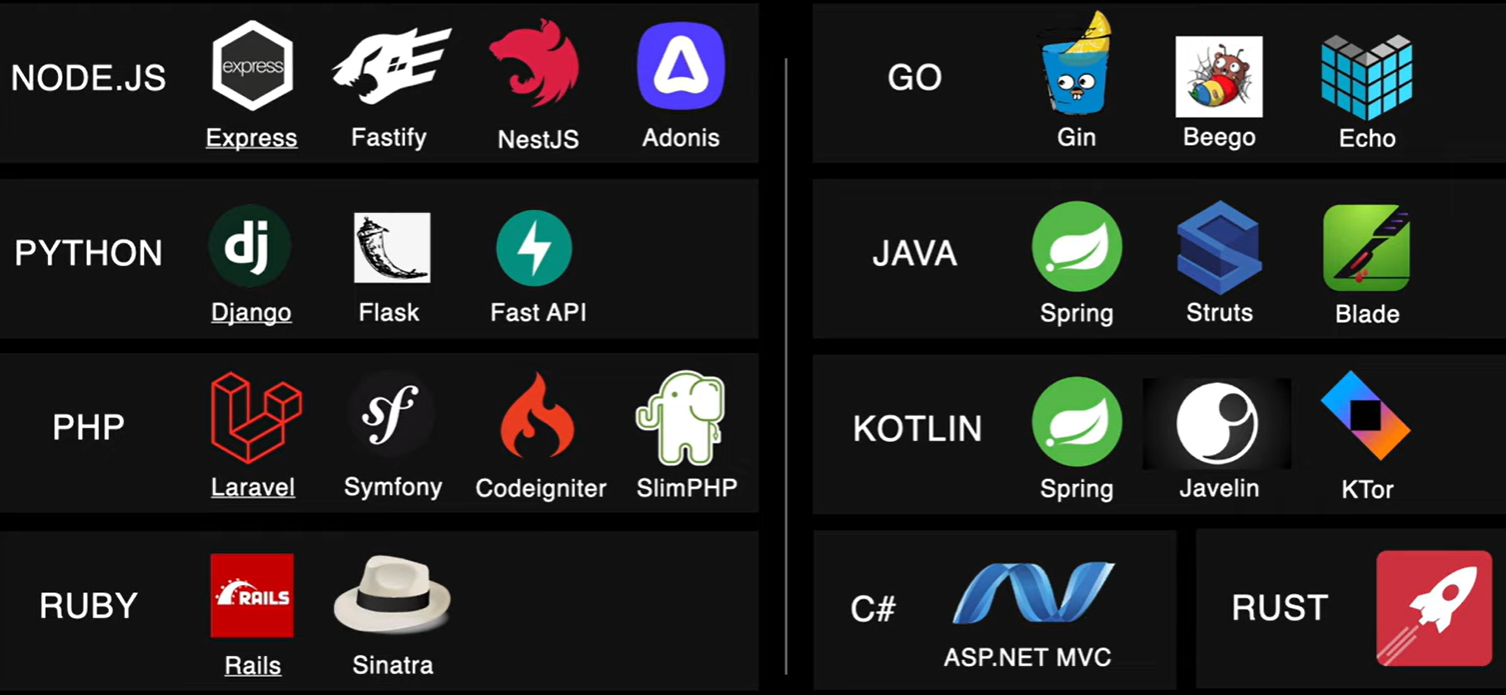 NODE.JS
express
Express
Fastify
NestJS
Adonis
PYTHON
dj
Django
Flask
Fast API
PHP
sf
Laravel
Symfony
Codeigniter
SlimPHP
RUBY
RAILS
Rails
Sinatra
GO
Gin
Beego
Echo
JAVA
Spring
Struts
Blade
KOTLIN
Spring
Javelin
KTor
C#
ASP.NET MVC
RUST